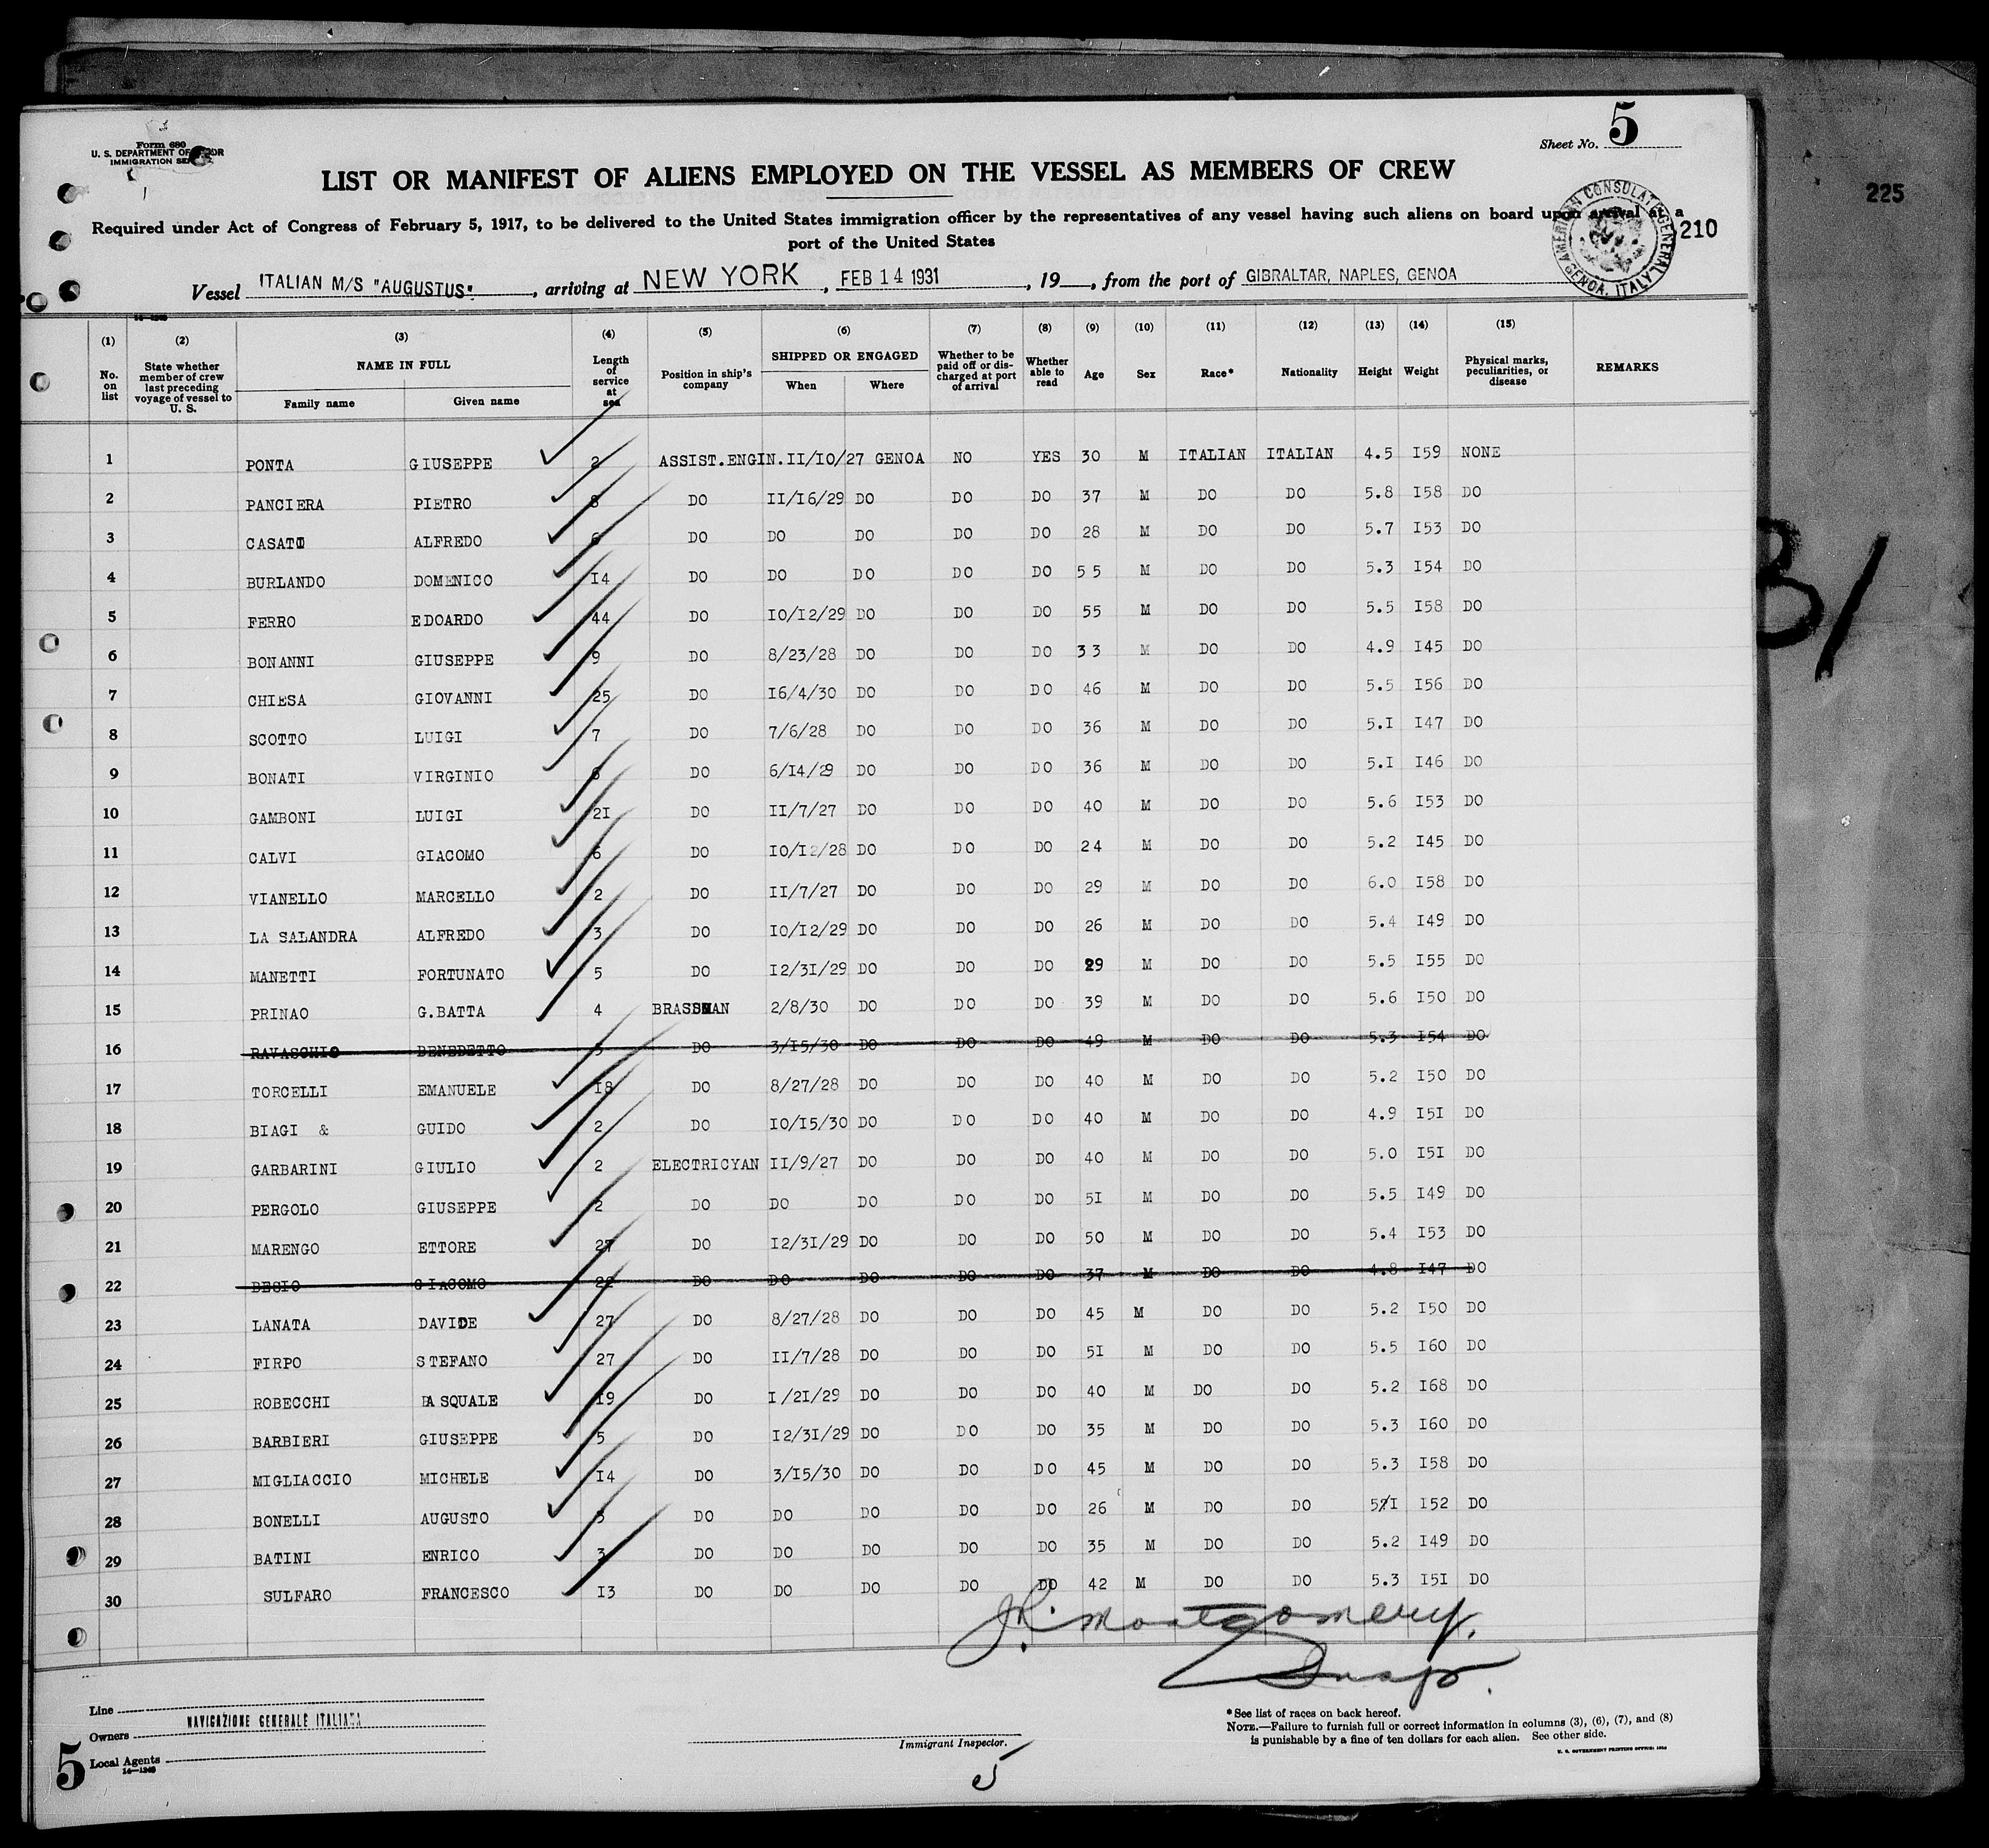 5
Form 680
U. S. DEPARTMENT OF
IMMIGRATION
Sheet No. 5
LIST OR MANIFEST OF ALIENS EMPLOYED ON THE VESSEL AS MEMBERS OF CREW
225
Required under Act of Congress of February 5, 1917, to be delivered to the United States immigration officer by the representatives of any vessel having such aliens on board upon arrival at a
port of the United States
210
AMERICAN CONSULATE GENERAL GENOA, ITALY
Vessel ITALIAN M/S "AUGUSTUS", arriving at NEW YORK, FEB 14 1931, 19__, from the port of GIBRALTAR, NAPLES, GENOA
(1) No. on list (2) State whether member of crew last preceding voyage of vessel to U. S. (3) NAME IN FULL Family name Given name (4) Length of service at sea (5) Position in ship's company (6) SHIPPED OR ENGAGED When Where (7) Whether to be paid off or discharged at port of arrival (8) Whether able to read (9) Age (10) Sex (11) Race* (12) Nationality (13) Height (14) Weight (15) Physical marks, peculiarities, or disease REMARKS
1 PONTA GIUSEPPE 2 ASSIST.ENGIN. II/IO/27 GENOA NO YES 30 M ITALIAN ITALIAN 4.5 I59 NONE
2 PANCIERA PIETRO 8 DO II/I6/29 DO DO DO 37 M DO DO 5.8 I58 DO
3 CASATI ALFREDO 6 DO DO DO DO DO 28 M DO DO 5.7 I53 DO
4 BURLANDO DOMENICO I4 DO DO DO DO DO 55 M DO DO 5.3 I54 DO
5 FERRO EDOARDO 44 DO IO/I2/29 DO DO DO 55 M DO DO 5.5 I58 DO
6 BONANNI GIUSEPPE 9 DO 8/23/28 DO DO DO 33 M DO DO 4.9 I45 DO
7 CHIESA GIOVANNI 25 DO I6/4/30 DO DO DO 46 M DO DO 5.5 I56 DO
8 SCOTTO LUIGI 7 DO 7/6/28 DO DO DO 36 M DO DO 5.I I47 DO
9 BONATI VIRGINIO 6 DO 6/I4/29 DO DO DO 36 M DO DO 5.I I46 DO
10 GAMBONI LUIGI 2I DO II/7/27 DO DO DO 40 M DO DO 5.6 I53 DO
11 CALVI GIACOMO 6 DO IO/I2/28 DO DO DO 24 M DO DO 5.2 I45 DO
12 VIANELLO MARCELLO 2 DO II/7/27 DO DO DO 29 M DO DO 6.0 I58 DO
13 LA SALANDRA ALFREDO 3 DO IO/I2/29 DO DO DO 26 M DO DO 5.4 I49 DO
14 MANETTI FORTUNATO 5 DO I2/3I/29 DO DO DO 29 M DO DO 5.5 I55 DO
15 PRINAO G.BATTA 4 2/8/30 DO DO DO 39 M DO DO 5.6 I50 DO
16 RAVASCHIO BENEDETTO 5 DO 3/I5/30 DO DO DO 49 M DO DO 5.3 I54 DO
17 TORCELLI EMANUELE I8 DO 8/27/28 DO DO DO 40 M DO DO 5.2 I50 DO
18 BIAGI & GUIDO 2 DO IO/I5/30 DO DO DO 40 M DO DO 4.9 I5I DO
19 GARBARINI GIULIO 2 ELECTRICYAN II/9/27 DO DO DO 40 M DO DO 5.0 I5I DO
20 PERGOLO GIUSEPPE 2 DO DO DO DO DO 5I M DO DO 5.5 I49 DO
21 MARENGO ETTORE 27 DO I2/3I/29 DO DO DO 50 M DO DO 5.4 I53 DO
22 DESIO GIACOMO 22 DO DO DO DO DO 37 M DO DO 4.8 I47 DO
23 LANATA DAVIDE 27 DO 8/27/28 DO DO DO 45 M DO DO 5.2 I50 DO
24 FIRPO STEFANO 27 DO II/7/28 DO DO DO 5I M DO DO 5.5 I60 DO
25 ROBECCHI PASQUALE I9 DO I/2I/29 DO DO DO 40 M DO DO 5.2 I68 DO
26 BARBIERI GIUSEPPE 5 DO I2/3I/29 DO DO DO 35 M DO DO 5.3 I60 DO
27 MIGLIACCIO MICHELE I4 DO 3/I5/30 DO DO DO 45 M DO DO 5.3 I58 DO
28 BONELLI AUGUSTO 3 DO DO DO DO DO 26 M DO DO 5/I I52 DO
29 BATINI ENRICO 3 DO DO DO DO DO 35 M DO DO 5.2 I49 DO
30 SULFARO FRANCESCO I3 DO DO DO DO DO 42 M DO DO 5.3 I5I DO
JR. Montgomery.
Insp.
Line
Owners NAVIGAZIONE GENERALE ITALIANA
Local Agents
14—1240
5
Immigrant Inspector.
5
*See list of races on back hereof.
NOTE.—Failure to furnish full or correct information in columns (3), (6), (7), and (8)
is punishable by a fine of ten dollars for each alien. See other side.
U. S. GOVERNMENT PRINTING OFFICE: